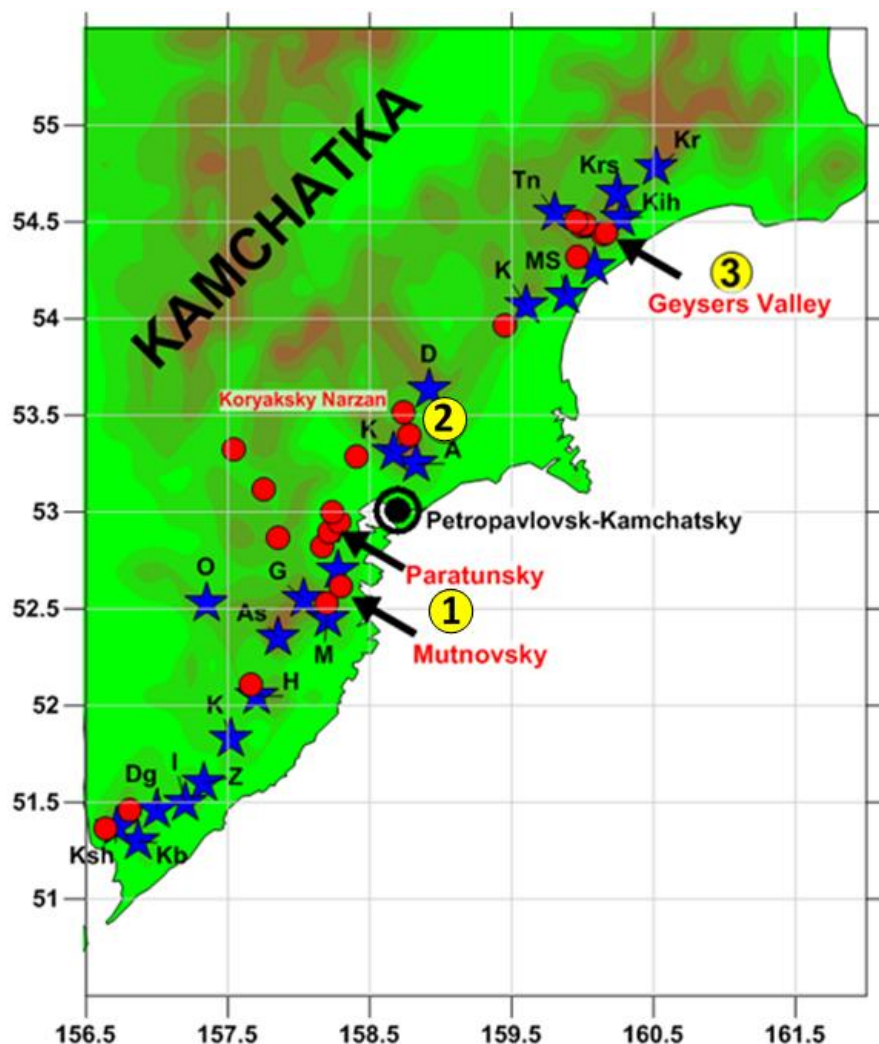 55
54.5
54
53.5
53
52.5
52
51.5
51
156.5 157.5 158.5 159.5 160.5 161.5
KAMCHATKA
Kr
Krs
Tn
Kih
MS
K
3
Geysers Valley
D
Koryaksky Narzan
2
K
A
Petropavlovsk-Kamchatsky
Paratunsky
G
O
1
As
Mutnovsky
M
H
K
I
Dg
Z
Ksh
Kb